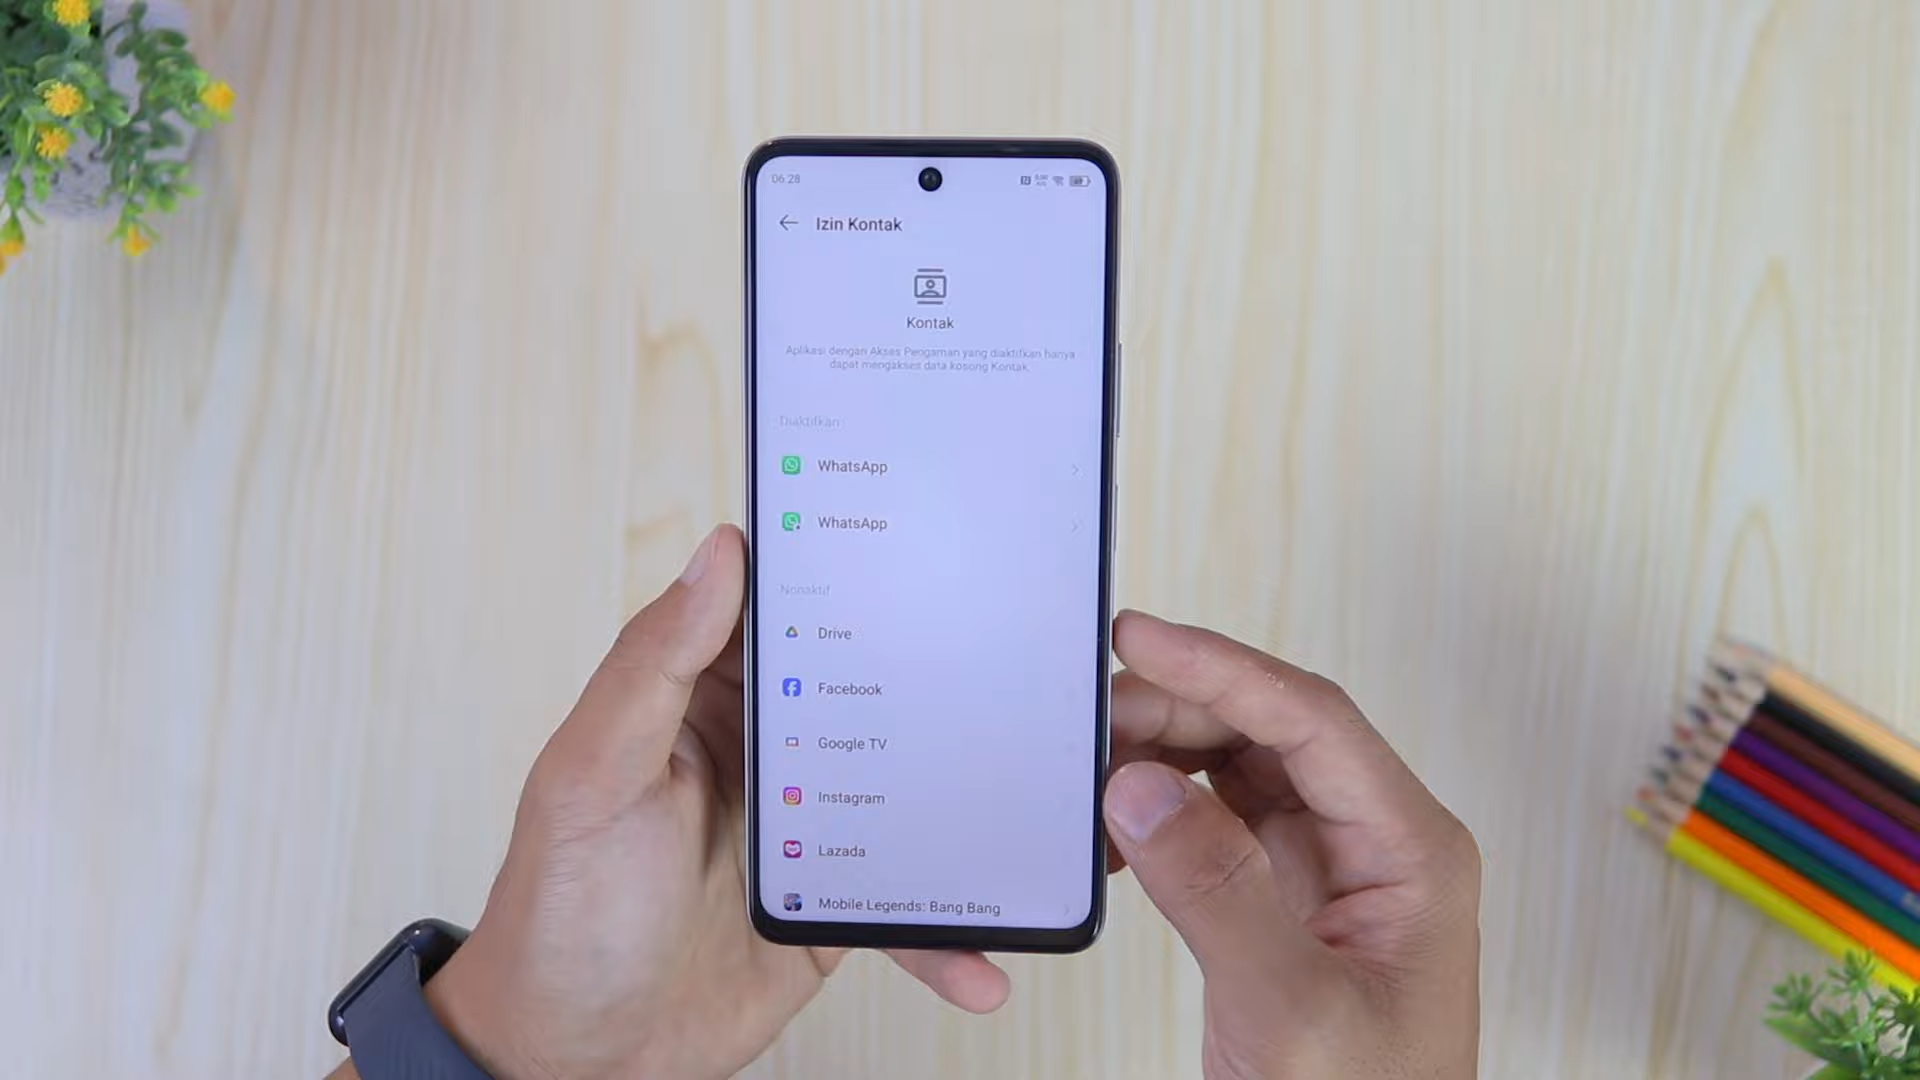 06.28
Izin Kontak
Kontak
Aplikasi dengan Akses Pengaman yang diaktifkan hanya
dapat mengakses data kosong Kontak.
Diaktifkan
WhatsApp
WhatsApp
Nonaktif
Drive
Facebook
Google TV
Instagram
Lazada
Mobile Legends: Bang Bang